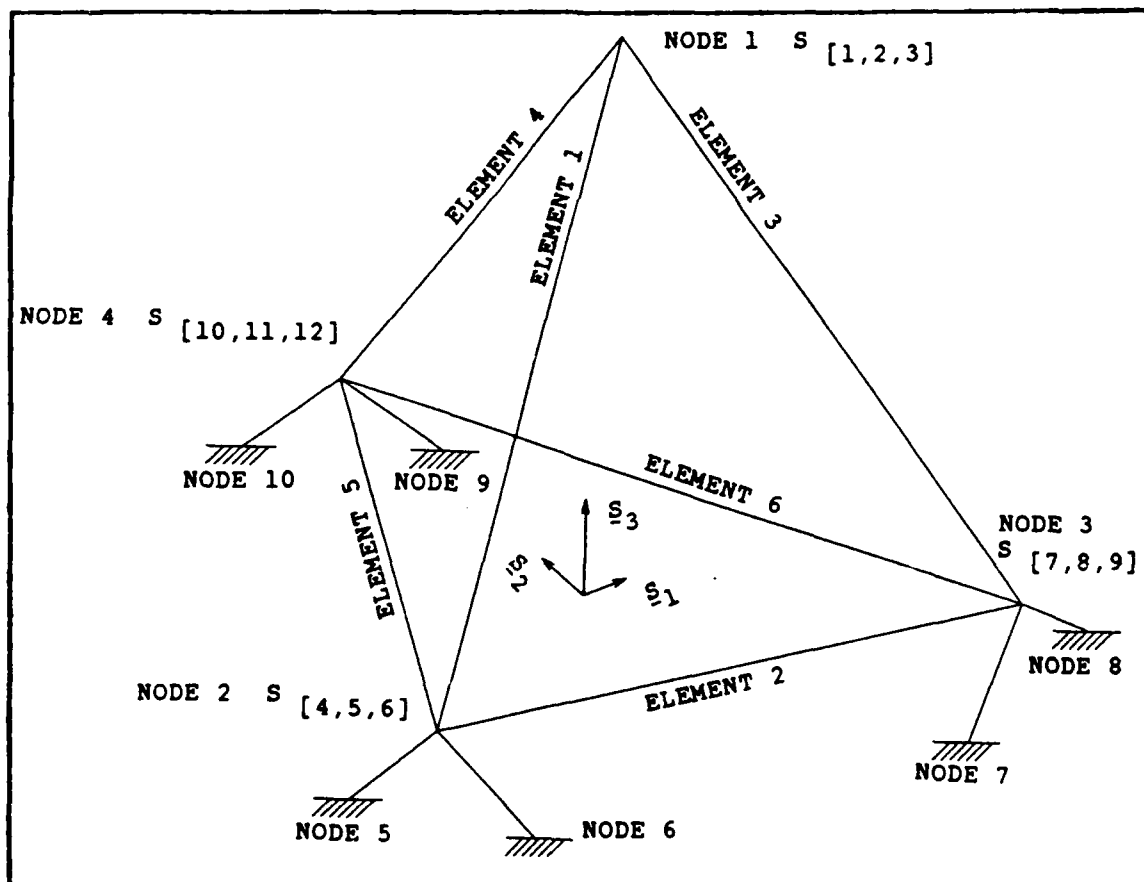 NODE 1 S [1,2,3]
ELEMENT 4
ELEMENT 1
ELEMENT 3
NODE 4 S [10,11,12]
NODE 10
NODE 9
ELEMENT 5
ELEMENT 6
S3
S2
S1
NODE 3
S [7,8,9]
NODE 8
ELEMENT 2
NODE 2 S [4,5,6]
NODE 7
NODE 5
NODE 6